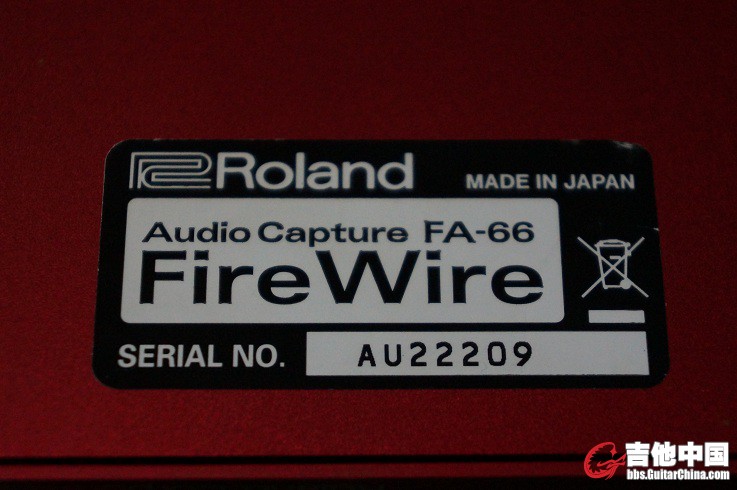 Roland
MADE IN JAPAN
Audio Capture FA-66
FireWire
SERIAL NO. AU22209
吉他中国
bbs.GuitarChina.com